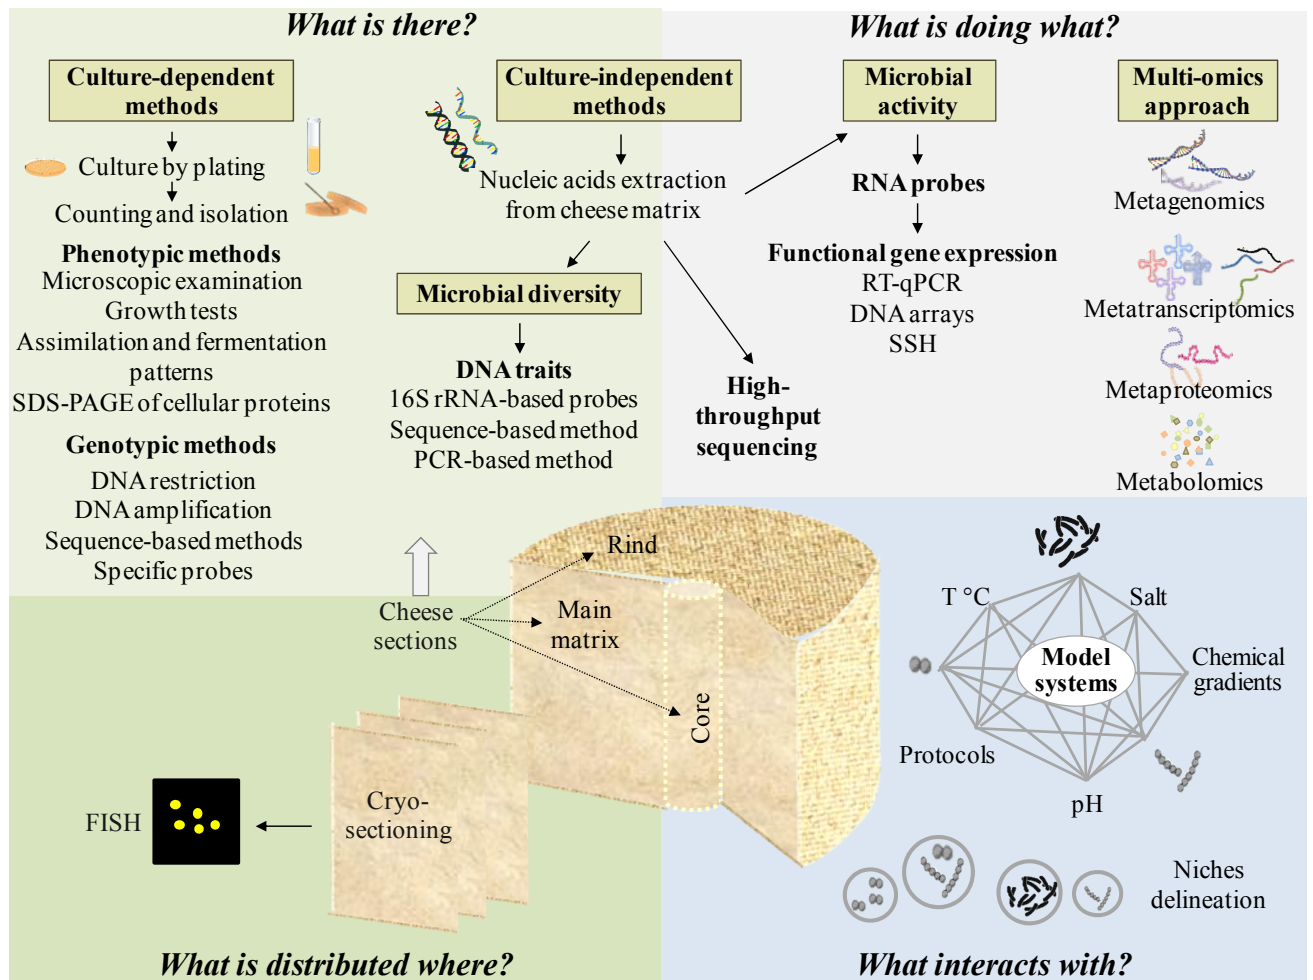 What is there?
Culture-dependent
methods
Culture by plating
Counting and isolation
Phenotypic methods
Microscopic examination
Growth tests
Assimilation and fermentation
patterns
SDS-PAGE of cellular proteins
Genotypic methods
DNA restriction
DNA amplification
Sequence-based methods
Specific probes
Culture-independent
methods
Nucleic acids extraction
from cheese matrix
Microbial diversity
DNA traits
16S rRNA-based probes
Sequence-based method
PCR-based method
What is doing what?
Microbial
activity
RNA probes
Functional gene expression
RT-qPCR
DNA arrays
SSH
High-
throughput
sequencing
Multi-omics
approach
Metagenomics
Metatranscriptomics
Metaproteomics
Metabolomics
Cheese
sections
Rind
Main
matrix
Core
Cryo-
sectioning
FISH
What is distributed where?
T °C
Salt
Model
systems
Chemical
gradients
Protocols
pH
Niches
delineation
What interacts with?